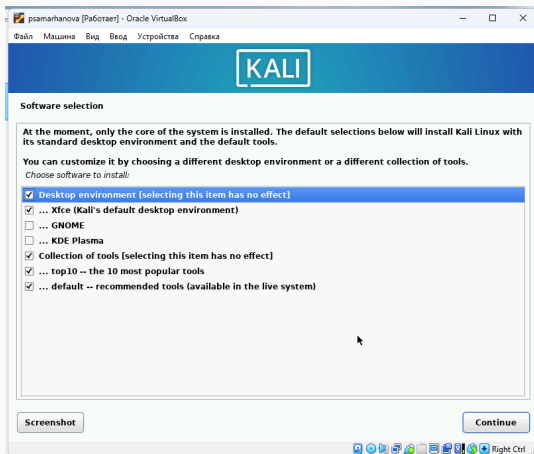 psamarhanova [Работает] - Oracle VirtualBox
Файл Машина Вид Ввод Устройства Справка
KALI
Software selection
At the moment, only the core of the system is installed. The default selections below will install Kali Linux with
its standard desktop environment and the default tools.
You can customize it by choosing a different desktop environment or a different collection of tools.
Choose software to install:
Desktop environment [selecting this item has no effect]
... Xfce (Kali's default desktop environment)
... GNOME
... KDE Plasma
Collection of tools [selecting this item has no effect]
... top10 -- the 10 most popular tools
... default -- recommended tools (available in the live system)
Screenshot
Continue
Right Ctrl